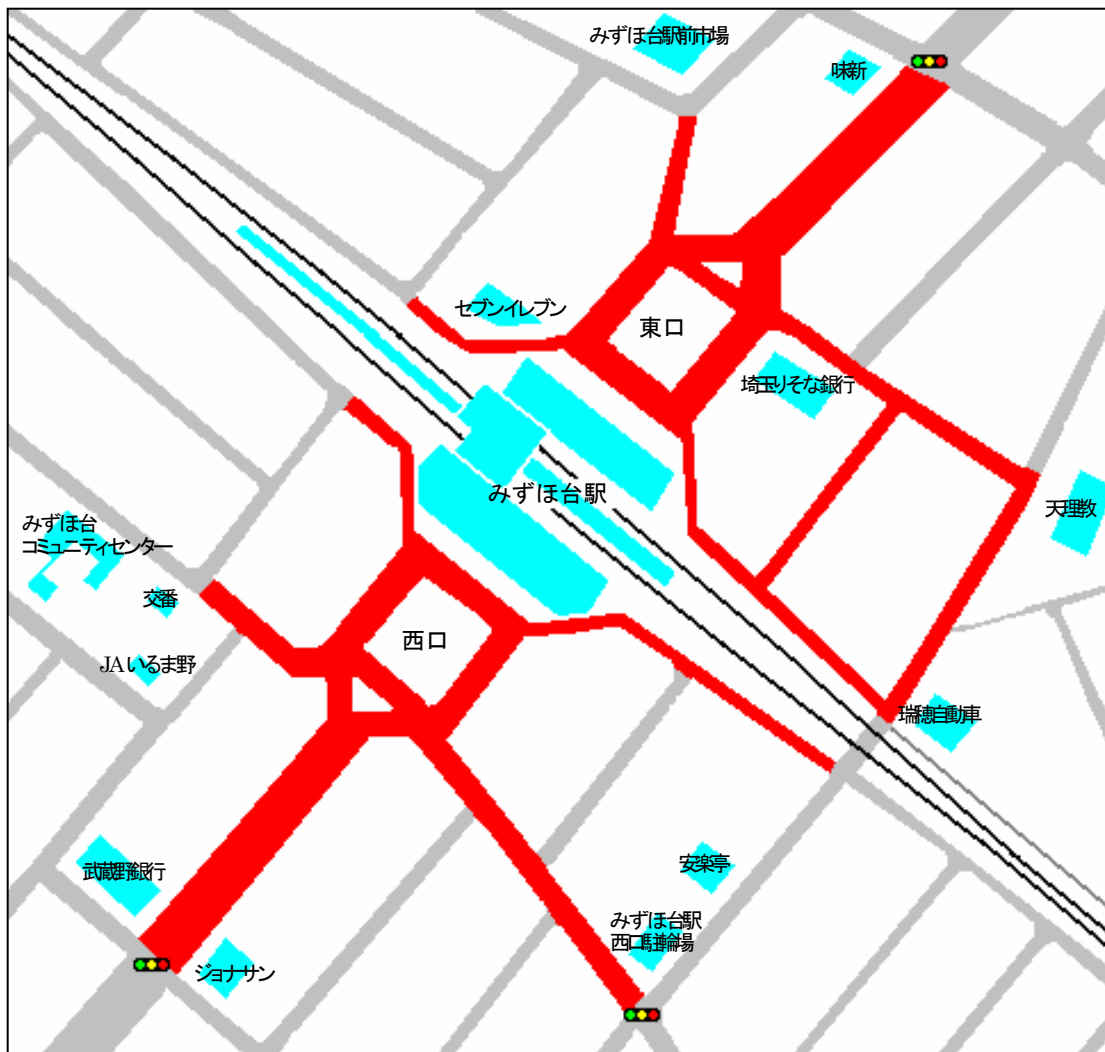 みずほ台駅前市場
味新
セブンイレブン
東口
埼玉りそな銀行
みずほ台駅
天理教
みずほ台
コミュニティセンター
交番
西口
JAいるま野
瑞穂自動車
武蔵野銀行
安楽亭
みずほ台駅
西口駐輪場
ジョナサン